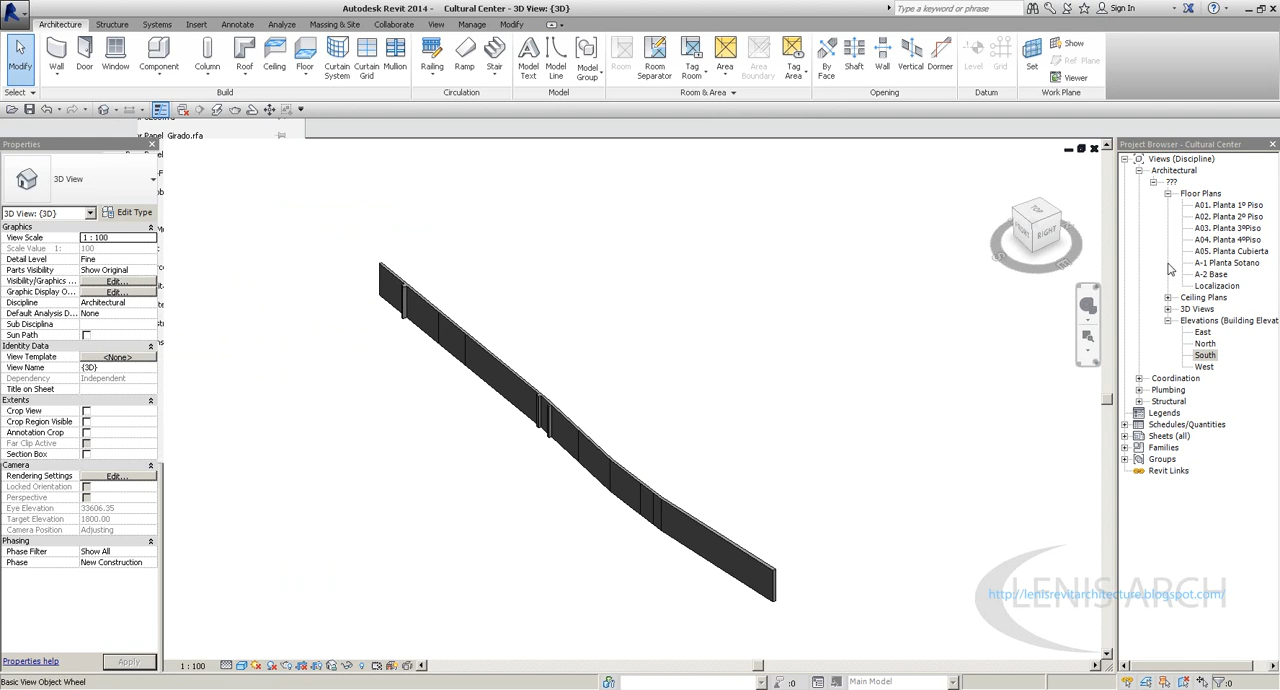 Autodesk Revit 2014 - Cultural Center - 3D View: {3D}
Type a keyword or phrase
Sign In
Architecture Structure Systems Insert Annotate Analyze Massing & Site Collaborate View Manage Modify
Modify Wall Door Window Component Column Roof Ceiling Floor Curtain System Curtain Grid Mullion Railing Ramp Stair Model Text Model Line Model Group Room Room Separator Tag Room Area Area Boundary Tag Area By Face Shaft Wall Vertical Dormer Level Grid Set Show Ref Plane Viewer
Select Build Circulation Model Room & Area Opening Datum Work Plane
Panel Girado.rfa
Properties
3D View
3D View: {3D} Edit Type
Graphics
View Scale 1 : 100
Scale Value 1: 100
Detail Level Fine
Parts Visibility Show Original
Visibility/Graphics ... Edit...
Graphic Display O... Edit...
Discipline Architectural
Default Analysis D... None
Sub Disciplina
Sun Path
Identity Data
View Template <None>
View Name {3D}
Dependency Independent
Title on Sheet
Extents
Crop View
Crop Region Visible
Annotation Crop
Far Clip Active
Section Box
Camera
Rendering Settings Edit...
Locked Orientation
Perspective
Eye Elevation 33606.35
Target Elevation 1800.00
Camera Position Adjusting
Phasing
Phase Filter Show All
Phase New Construction
Properties help Apply
Basic View Object Wheel
1 : 100
:0 Main Model :0
TOP
FRONT RIGHT
Project Browser - Cultural Center
Views (Discipline)
Architectural
???
Floor Plans
A01. Planta 1º Piso
A02. Planta 2º Piso
A03. Planta 3ºPiso
A04. Planta 4ºPiso
A05. Planta Cubierta
A-1 Planta Sotano
A-2 Base
Localizacion
Ceiling Plans
3D Views
Elevations (Building Elevat
East
North
South
West
Coordination
Plumbing
Structural
Legends
Schedules/Quantities
Sheets (all)
Families
Groups
Revit Links
LENIS ARCH
http://lenisrevitarchitecture.blogspot.com/